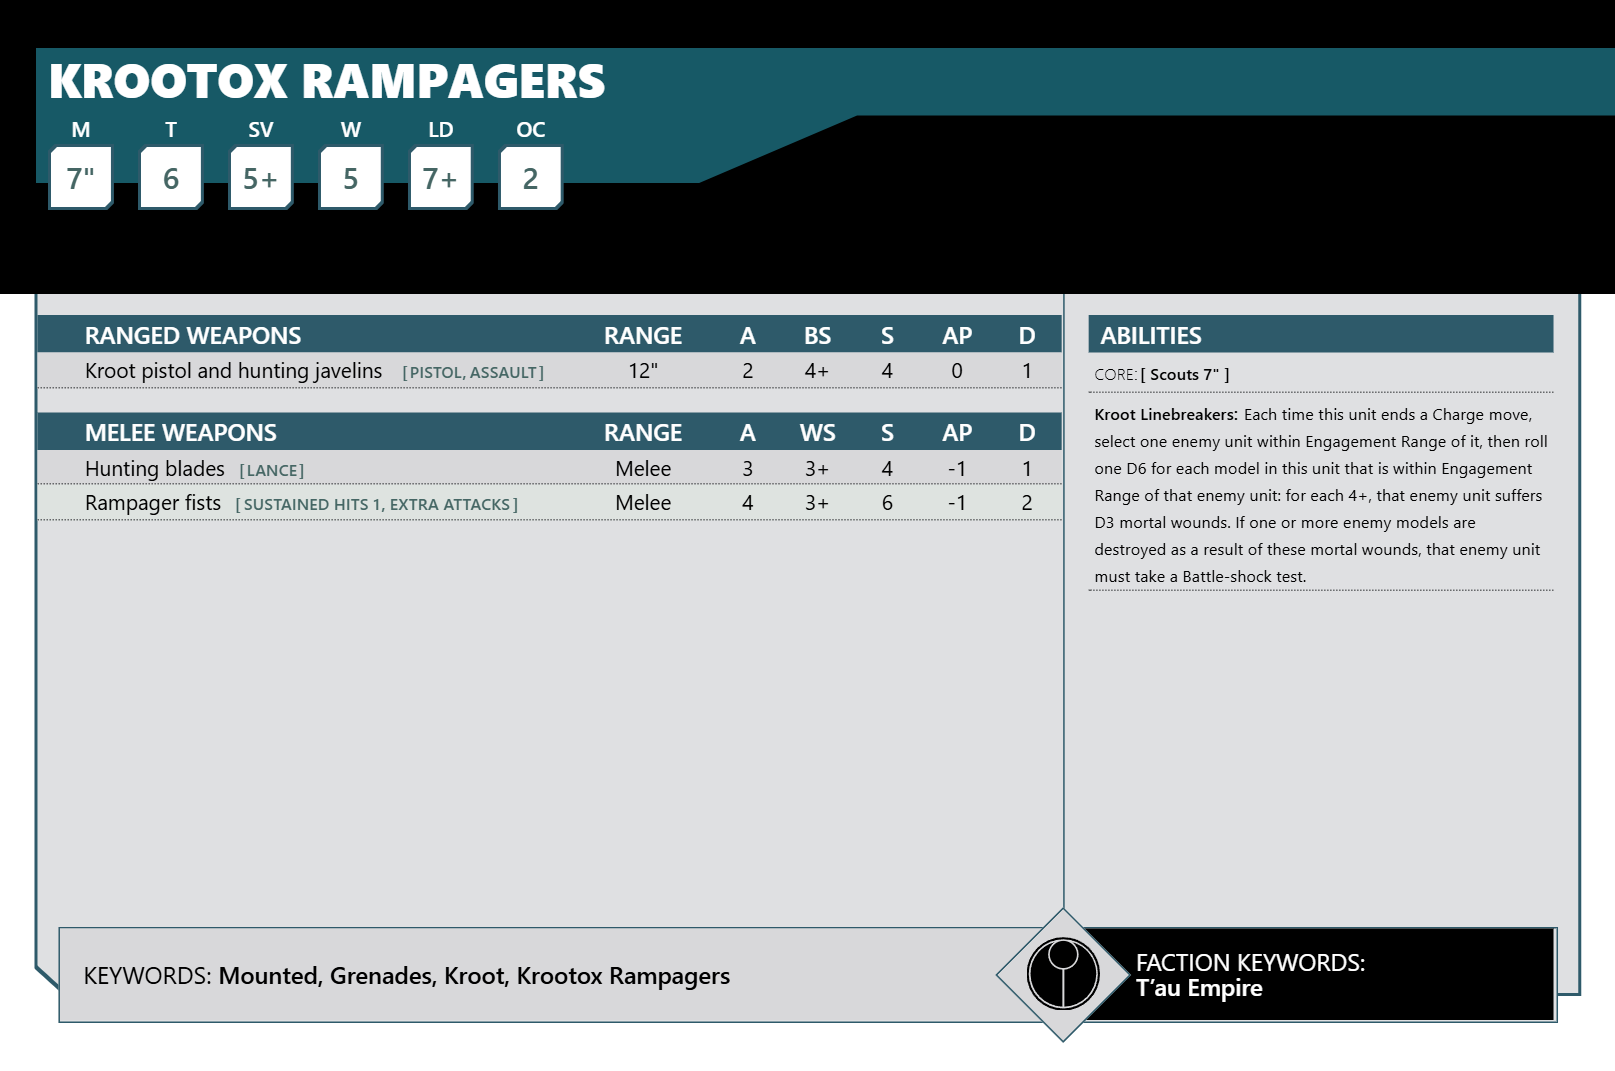 KROOTOX RAMPAGERS
M T SV W LD OC
7" 6 5+ 5 7+ 2
RANGED WEAPONS RANGE A BS S AP D
Kroot pistol and hunting javelins [PISTOL, ASSAULT] 12" 2 4+ 4 0 1
MELEE WEAPONS RANGE A WS S AP D
Hunting blades [LANCE] Melee 3 3+ 4 -1 1
Rampager fists [SUSTAINED HITS 1, EXTRA ATTACKS] Melee 4 3+ 6 -1 2
ABILITIES
CORE: [ Scouts 7" ]
Kroot Linebreakers: Each time this unit ends a Charge move,
select one enemy unit within Engagement Range of it, then roll
one D6 for each model in this unit that is within Engagement
Range of that enemy unit: for each 4+, that enemy unit suffers
D3 mortal wounds. If one or more enemy models are
destroyed as a result of these mortal wounds, that enemy unit
must take a Battle-shock test.
KEYWORDS: Mounted, Grenades, Kroot, Krootox Rampagers
FACTION KEYWORDS:
T’au Empire